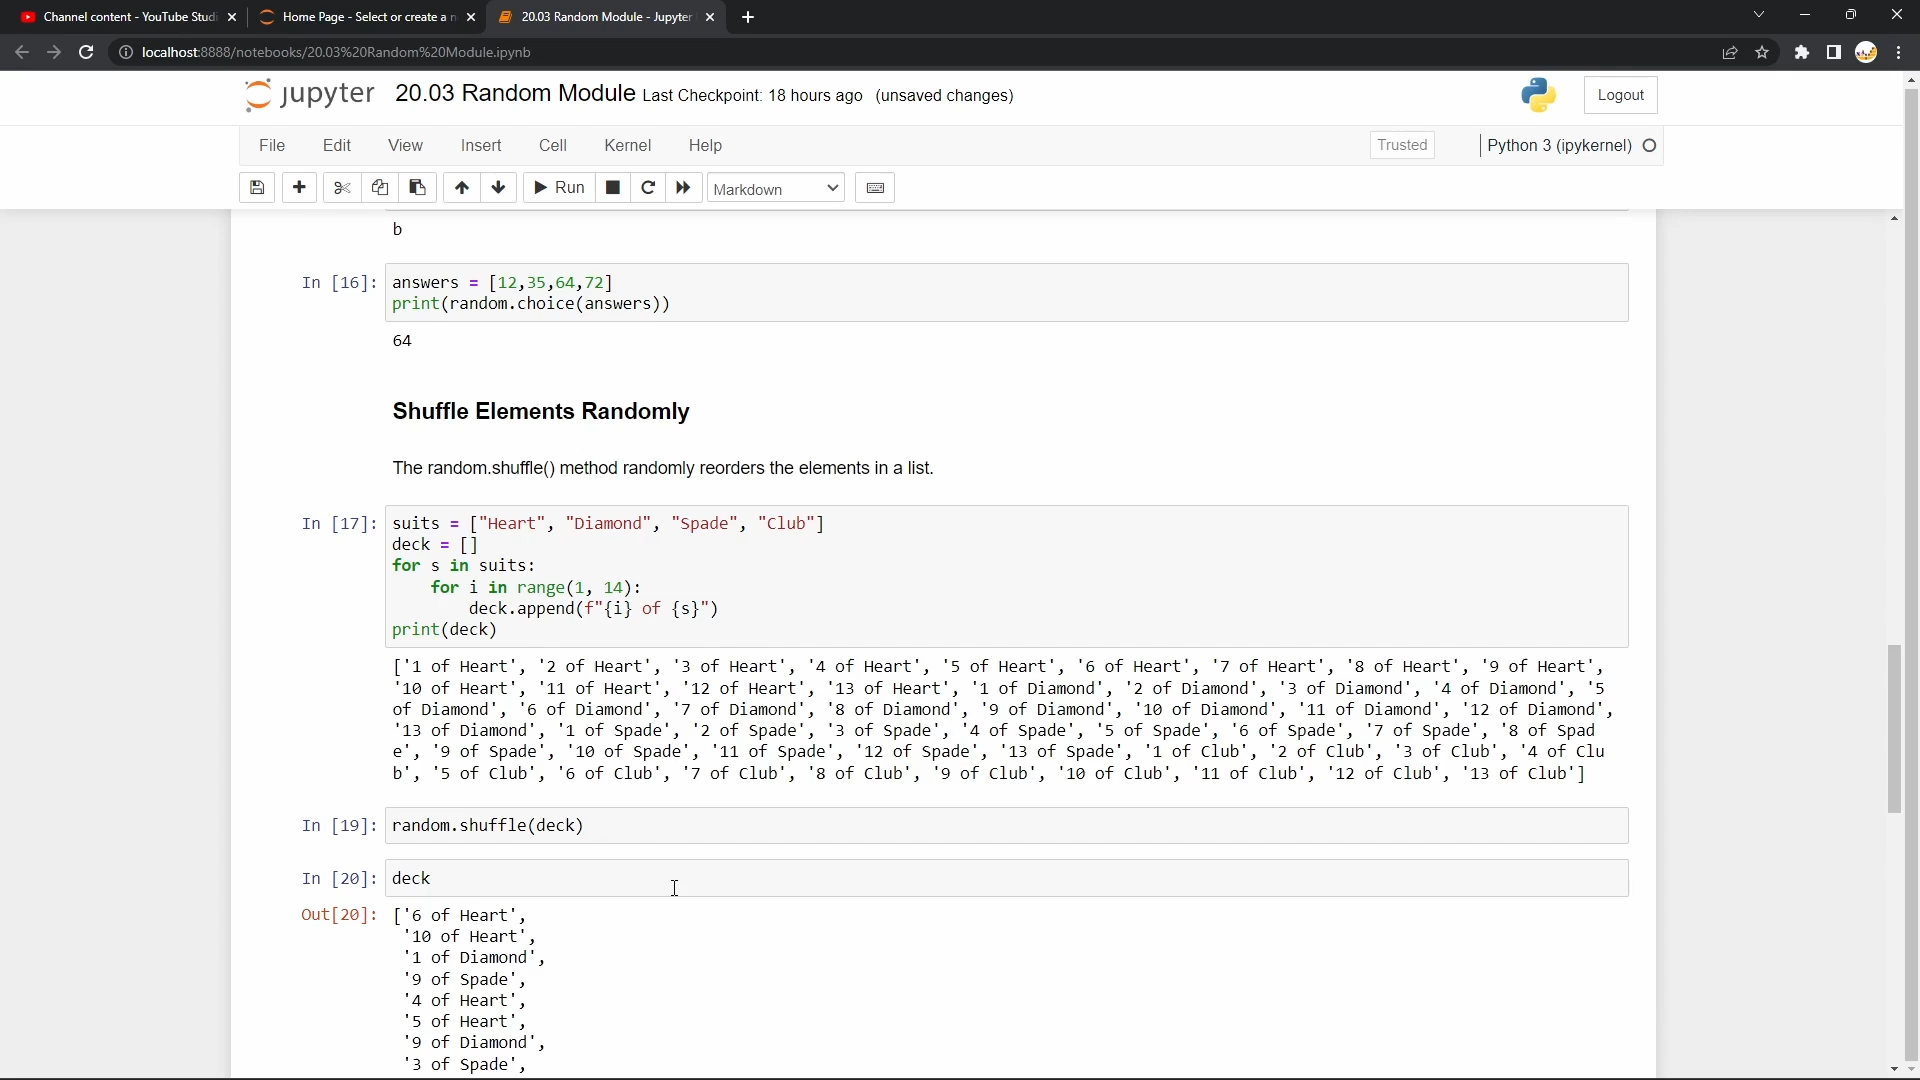 Channel content - YouTube Studi
Home Page - Select or create a n
20.03 Random Module - Jupyter
localhost:8888/notebooks/20.03%20Random%20Module.ipynb
jupyter 20.03 Random Module Last Checkpoint: 18 hours ago (unsaved changes)
Logout
File Edit View Insert Cell Kernel Help
Trusted
Python 3 (ipykernel)
Run
Markdown
b
In [16]: answers = [12,35,64,72]
print(random.choice(answers))
64
Shuffle Elements Randomly
The random.shuffle() method randomly reorders the elements in a list.
In [17]: suits = ["Heart", "Diamond", "Spade", "Club"]
deck = []
for s in suits:
    for i in range(1, 14):
        deck.append(f"{i} of {s}")
print(deck)
['1 of Heart', '2 of Heart', '3 of Heart', '4 of Heart', '5 of Heart', '6 of Heart', '7 of Heart', '8 of Heart', '9 of Heart',
'10 of Heart', '11 of Heart', '12 of Heart', '13 of Heart', '1 of Diamond', '2 of Diamond', '3 of Diamond', '4 of Diamond', '5
of Diamond', '6 of Diamond', '7 of Diamond', '8 of Diamond', '9 of Diamond', '10 of Diamond', '11 of Diamond', '12 of Diamond',
'13 of Diamond', '1 of Spade', '2 of Spade', '3 of Spade', '4 of Spade', '5 of Spade', '6 of Spade', '7 of Spade', '8 of Spad
e', '9 of Spade', '10 of Spade', '11 of Spade', '12 of Spade', '13 of Spade', '1 of Club', '2 of Club', '3 of Club', '4 of Clu
b', '5 of Club', '6 of Club', '7 of Club', '8 of Club', '9 of Club', '10 of Club', '11 of Club', '12 of Club', '13 of Club']
In [19]: random.shuffle(deck)
In [20]: deck
Out[20]: ['6 of Heart',
'10 of Heart',
'1 of Diamond',
'9 of Spade',
'4 of Heart',
'5 of Heart',
'9 of Diamond',
'3 of Spade',